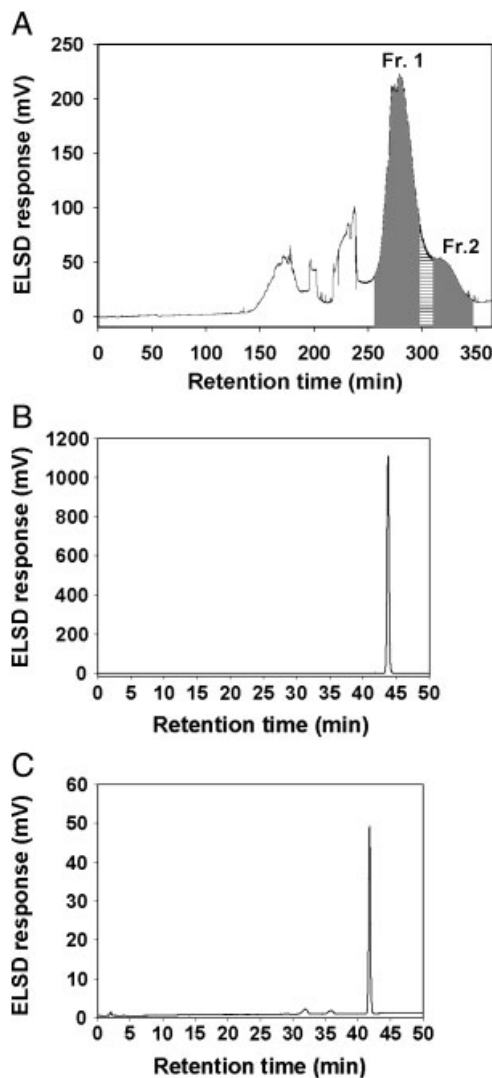 A
ELSD response (mV)
250
200
150
100
50
0
Fr. 1
Fr.2
0 50 100 150 200 250 300 350
Retention time (min)
B
ELSD response (mV)
1200
1000
800
600
400
200
0
0 5 10 15 20 25 30 35 40 45 50
Retention time (min)
C
ELSD response (mV)
60
50
40
30
20
10
0
0 5 10 15 20 25 30 35 40 45 50
Retention time (min)